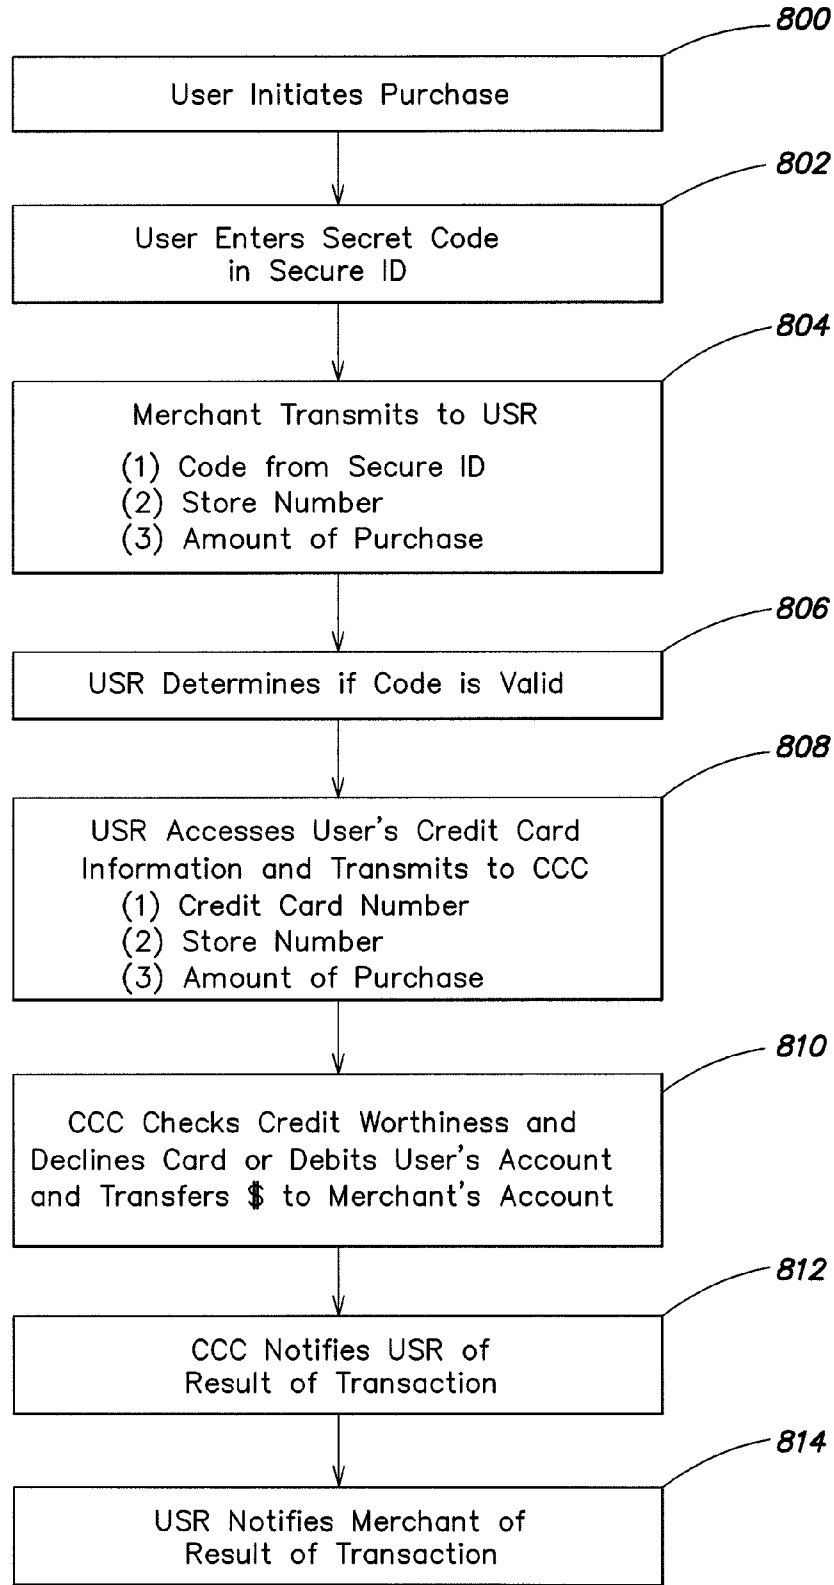 800
User Initiates Purchase
802
User Enters Secret Code
in Secure ID
804
Merchant Transmits to USR
(1) Code from Secure ID
(2) Store Number
(3) Amount of Purchase
806
USR Determines if Code is Valid
808
USR Accesses User's Credit Card
Information and Transmits to CCC
(1) Credit Card Number
(2) Store Number
(3) Amount of Purchase
810
CCC Checks Credit Worthiness and
Declines Card or Debits User's Account
and Transfers $ to Merchant's Account
812
CCC Notifies USR of
Result of Transaction
814
USR Notifies Merchant of
Result of Transaction